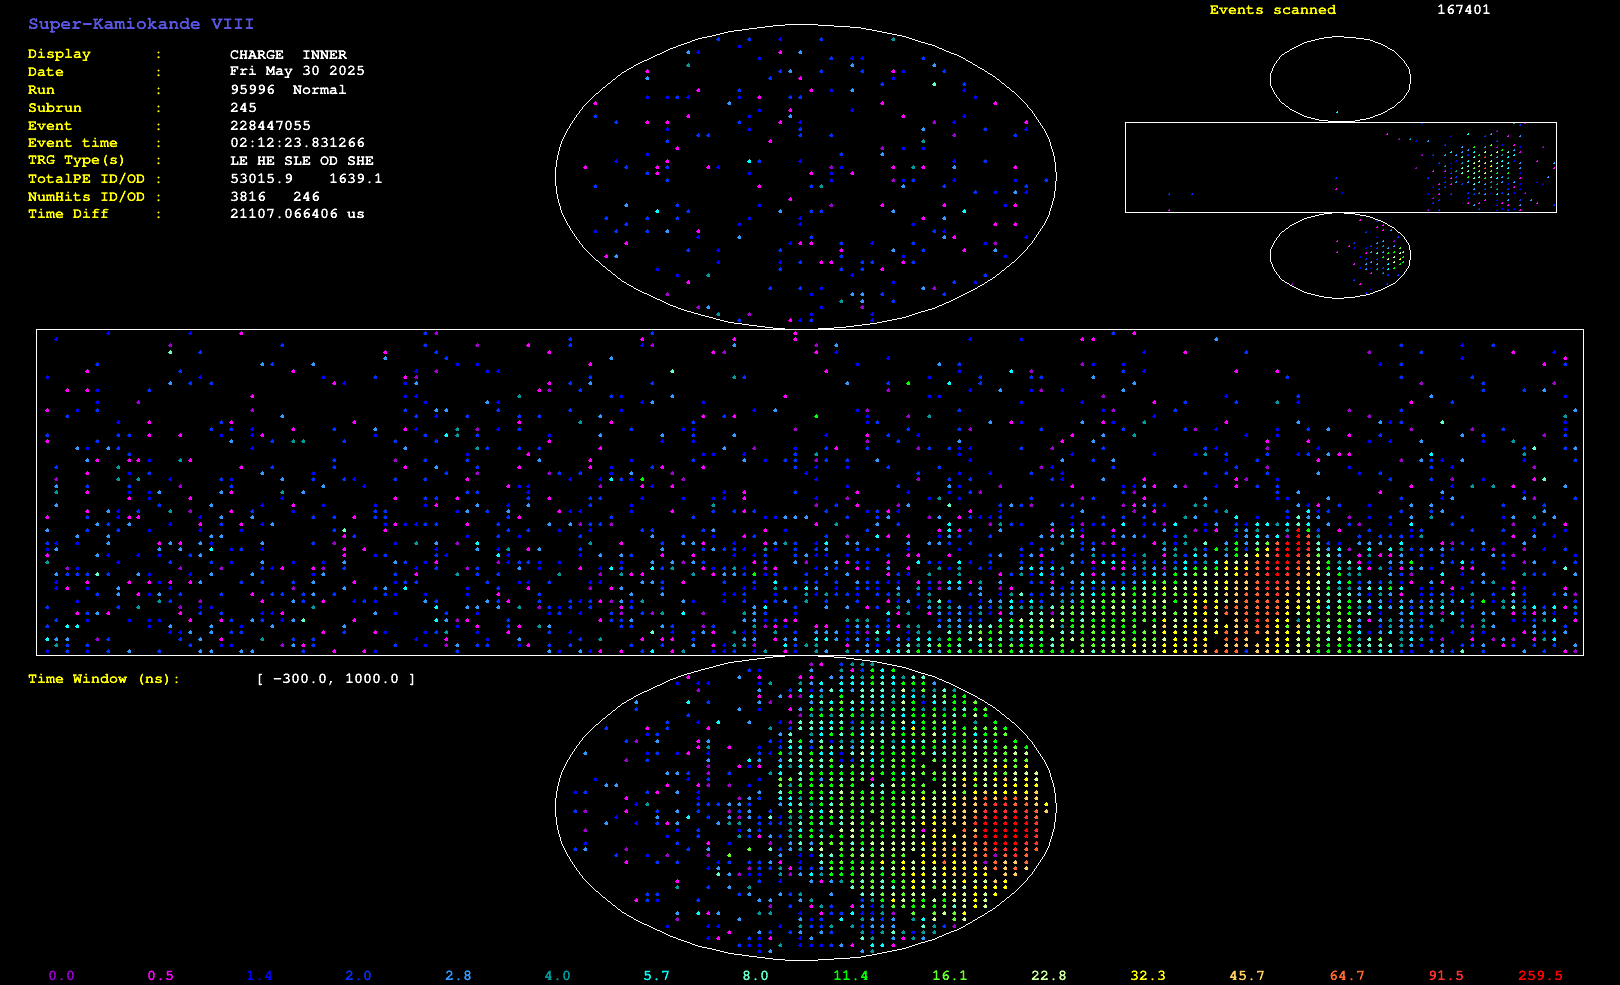 Super-Kamiokande VIII
Display : CHARGE INNER
Date : Fri May 30 2025
Run : 95996 Normal
Subrun : 245
Event : 228447055
Event time : 02:12:23.831266
TRG Type(s) : LE HE SLE OD SHE
TotalPE ID/OD : 53015.9 1639.1
NumHits ID/OD : 3816 246
Time Diff : 21107.066406 us
Events scanned 167401
Time Window (ns): [ -300.0, 1000.0 ]
0.0 0.5 1.4 2.0 2.8 4.0 5.7 8.0 11.4 16.1 22.8 32.3 45.7 64.7 91.5 259.5